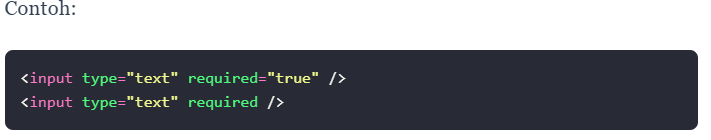 Contoh:
<input type="text" required="true" />
<input type="text" required />